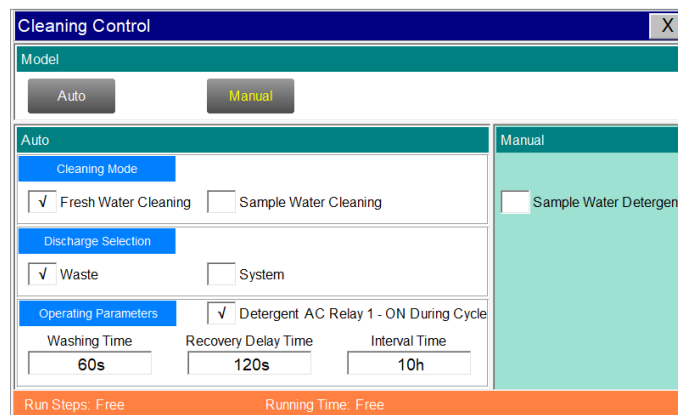 Cleaning Control X
Model
Auto Manual
Auto Manual
Cleaning Mode
√ Fresh Water Cleaning Sample Water Cleaning Sample Water Detergen
Discharge Selection
√ Waste System
Operating Parameters √ Detergent AC Relay 1 - ON During Cycle
Washing Time Recovery Delay Time Interval Time
60s 120s 10h
Run Steps: Free Running Time: Free